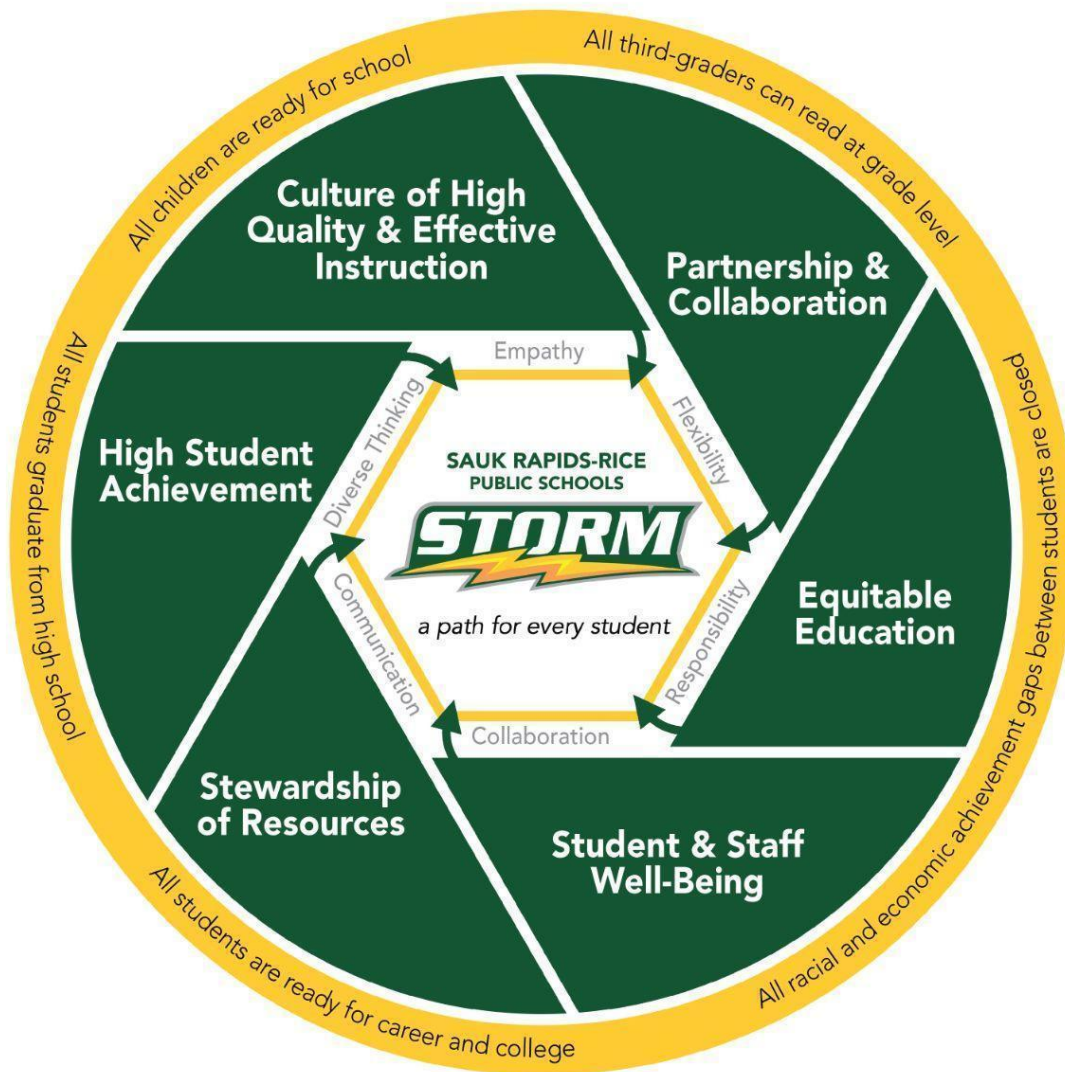 All children are ready for school
All third-graders can read at grade level
All racial and economic achievement gaps between students are closed
All students are ready for career and college
All students graduate from high school
Culture of High
Quality & Effective
Instruction
Partnership &
Collaboration
Equitable
Education
Student & Staff
Well-Being
Stewardship
of Resources
High Student
Achievement
Empathy
Flexibility
Responsibility
Collaboration
Communication
Diverse Thinking
SAUK RAPIDS-RICE
PUBLIC SCHOOLS
STORM
a path for every student